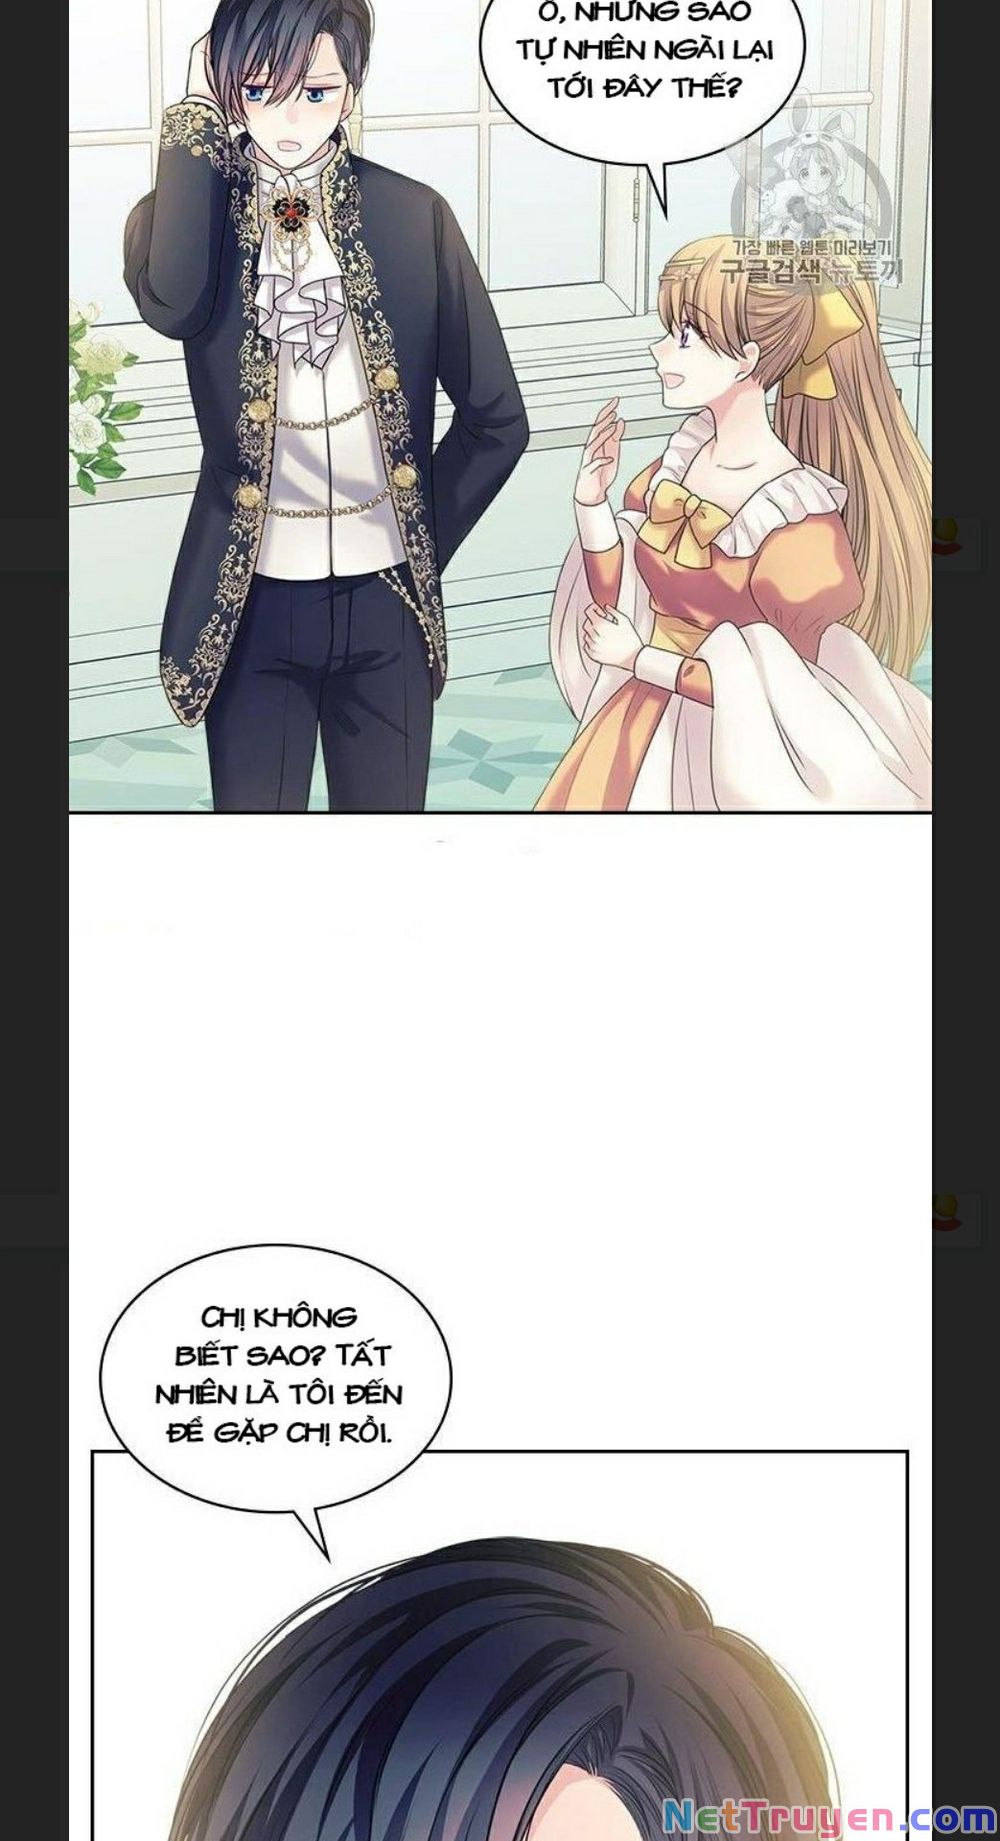 Ồ, NHƯNG SAO
TỰ NHIÊN NGÀI LẠI
TỚI ĐÂY THẾ?
가장 빠른 웹툰 미리보기
구글검색 뉴토끼
CHỊ KHÔNG
BIẾT SAO? TẤT
NHIÊN LÀ TÔI ĐẾN
ĐỂ GẶP CHỊ RỒI.
NetTruyen.com